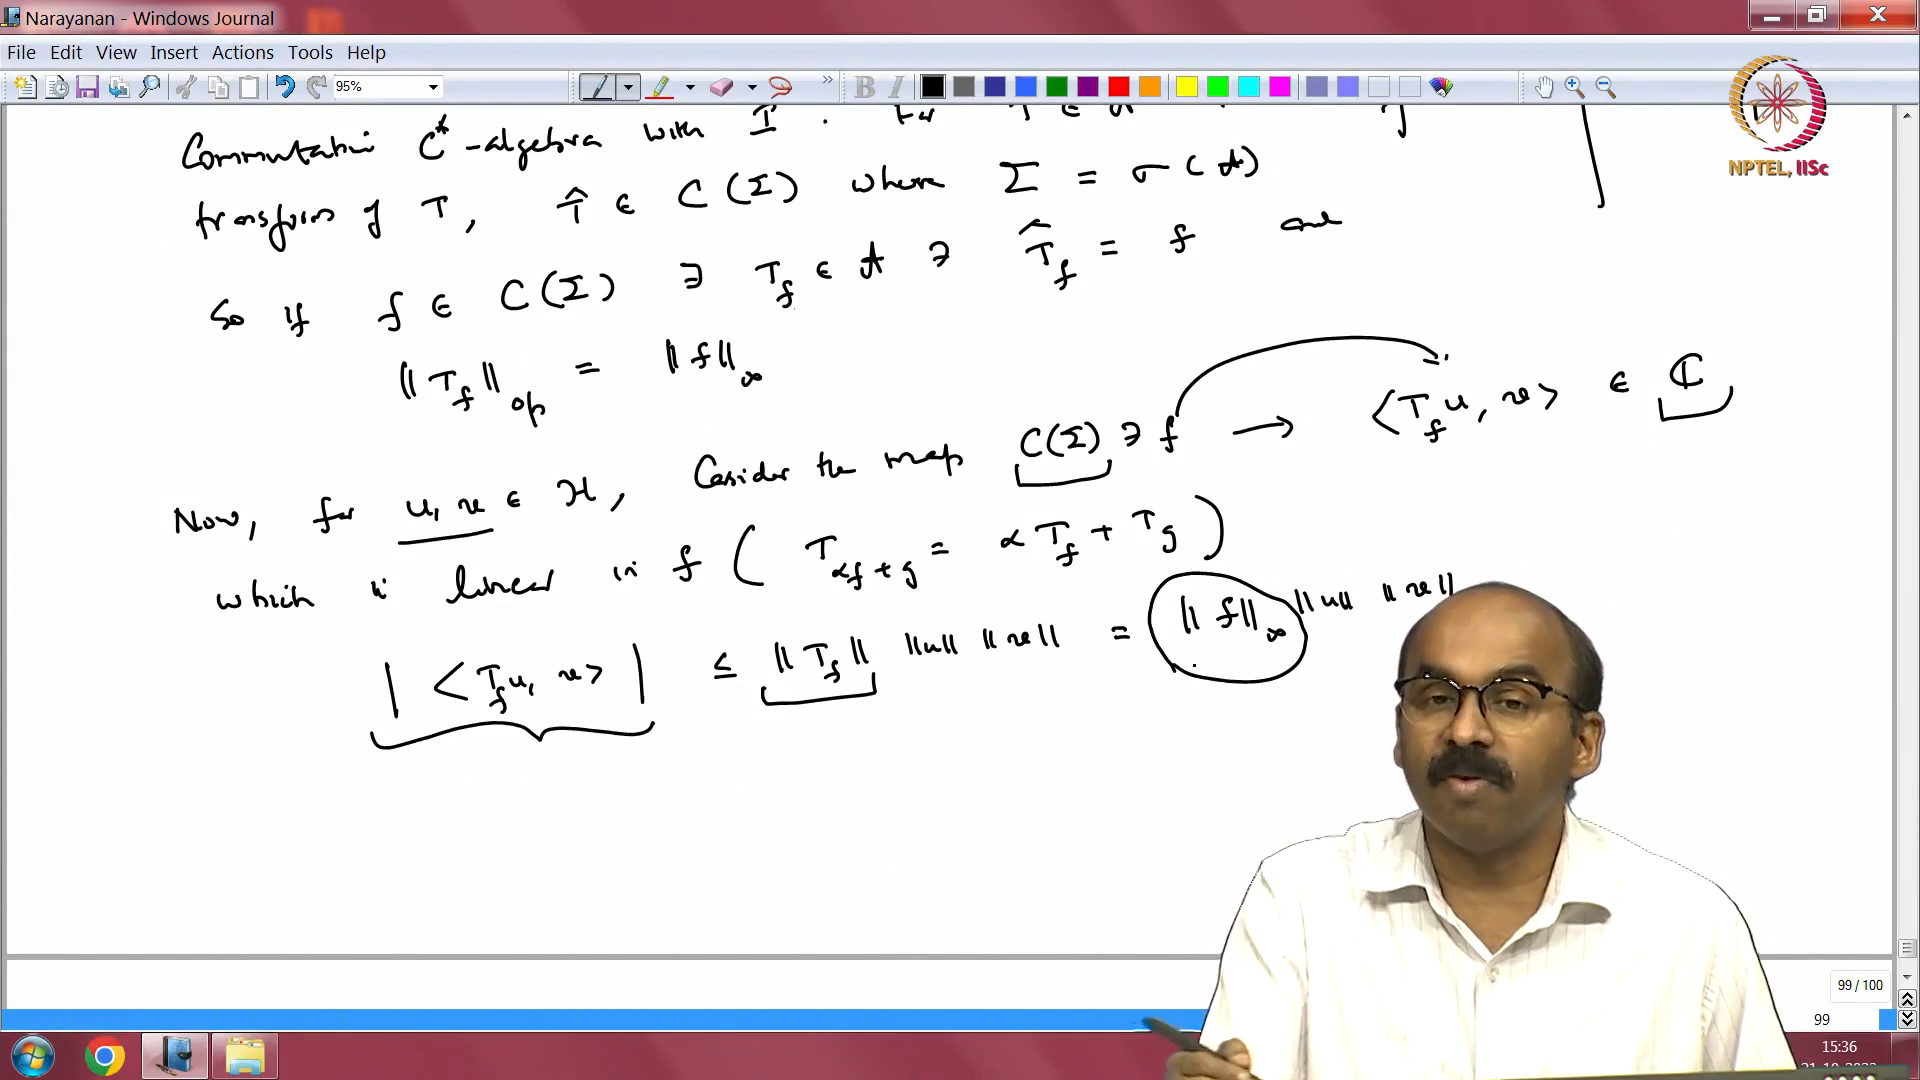 Narayanan - Windows Journal
File Edit View Insert Actions Tools Help
95%
NPTEL, IISc
Commutative C*-algebra with I . For T ∈ A
transform of T, T̂ ∈ C(Σ) where Σ = σ(A)
So if f ∈ C(Σ) ∃ T_f ∈ A ∋ T̂_f = f and
||T_f||_op = ||f||_∞
Now, for u, v ∈ H, Consider the map C(Σ) ∋ f → <T_f u, v> ∈ ℂ
which is linear in f ( T_{αf+g} = α T_f + T_g )
| <T_f u, v> | ≤ ||T_f|| ||u|| ||v|| = ||f||_∞ ||u|| ||v||
99 / 100
99
15:36